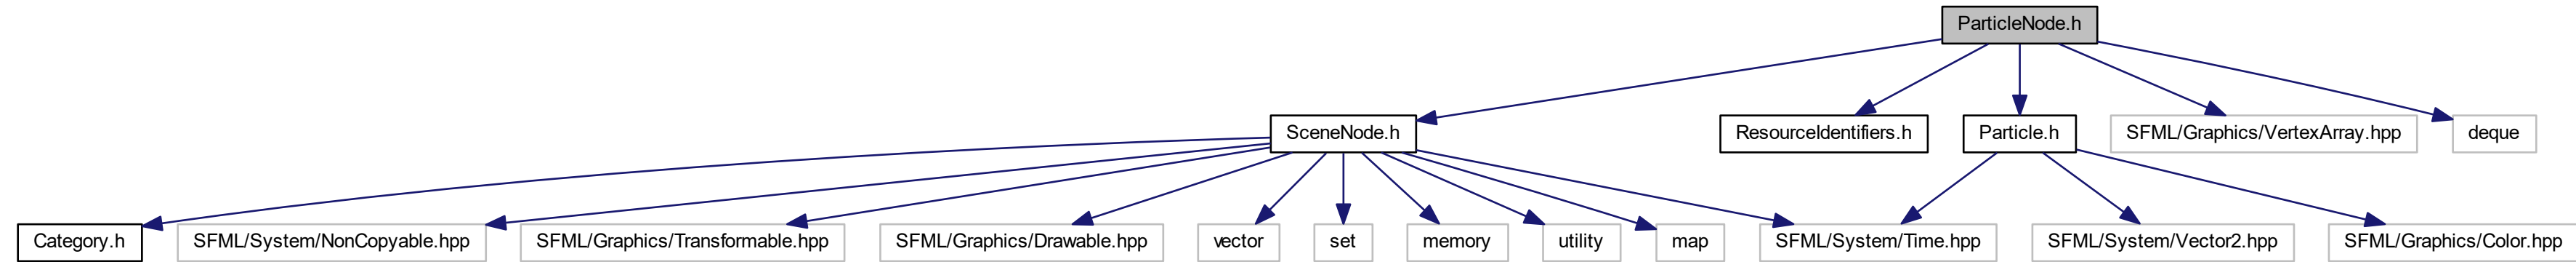 ParticleNode.h
SceneNode.h
ResourceIdentifiers.h
Particle.h
SFML/Graphics/VertexArray.hpp
deque
Category.h
SFML/System/NonCopyable.hpp
SFML/Graphics/Transformable.hpp
SFML/Graphics/Drawable.hpp
vector
set
memory
utility
map
SFML/System/Time.hpp
SFML/System/Vector2.hpp
SFML/Graphics/Color.hpp